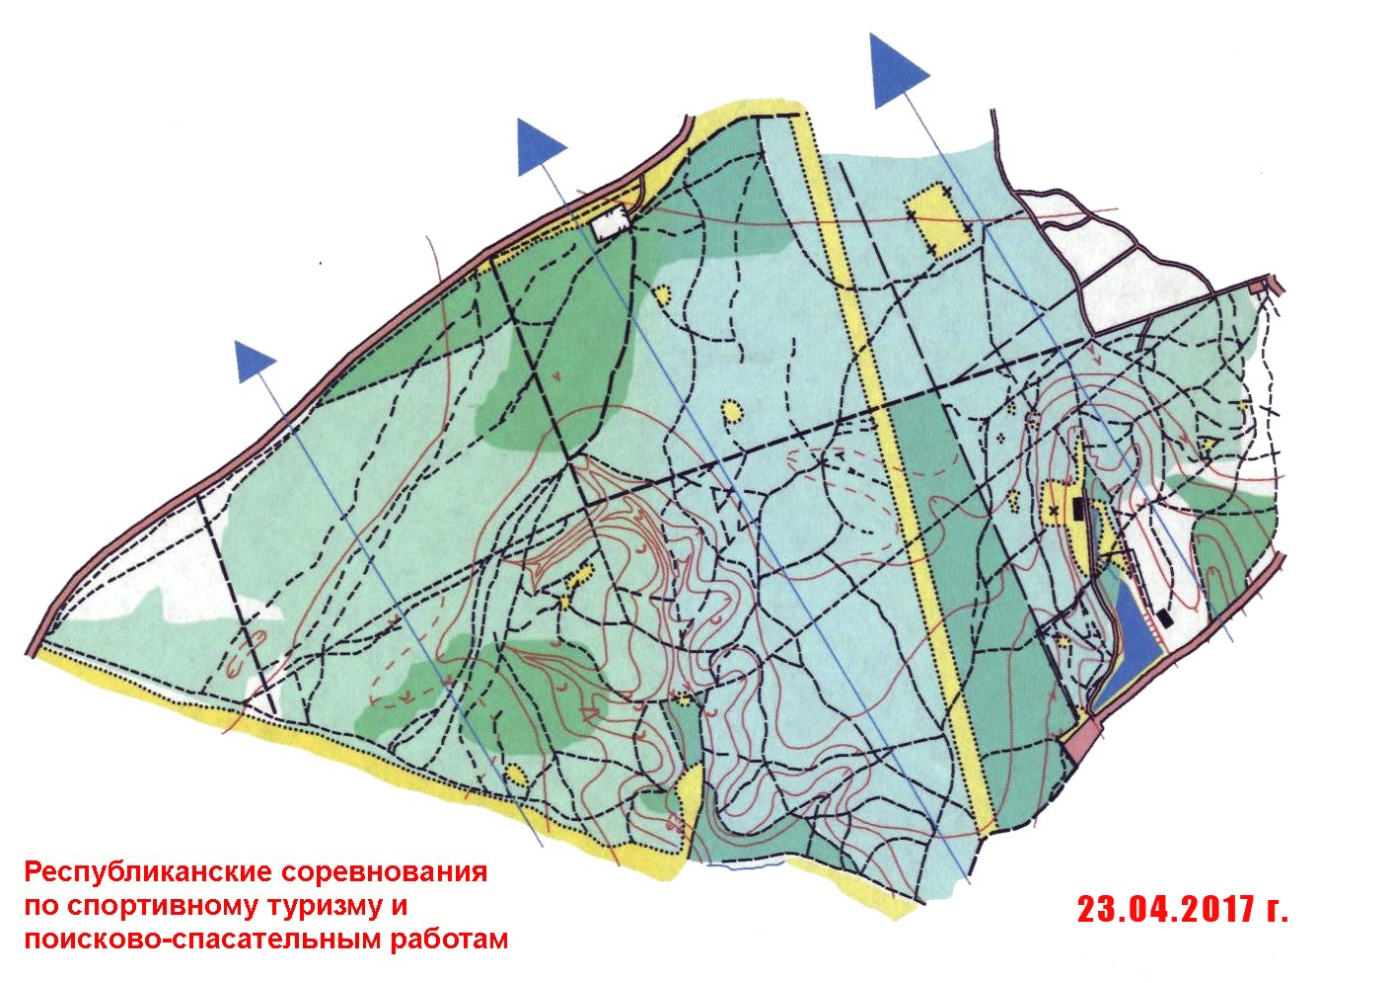 Республиканские соревнования
по спортивному туризму и
поисково-спасательным работам
23.04.2017 г.